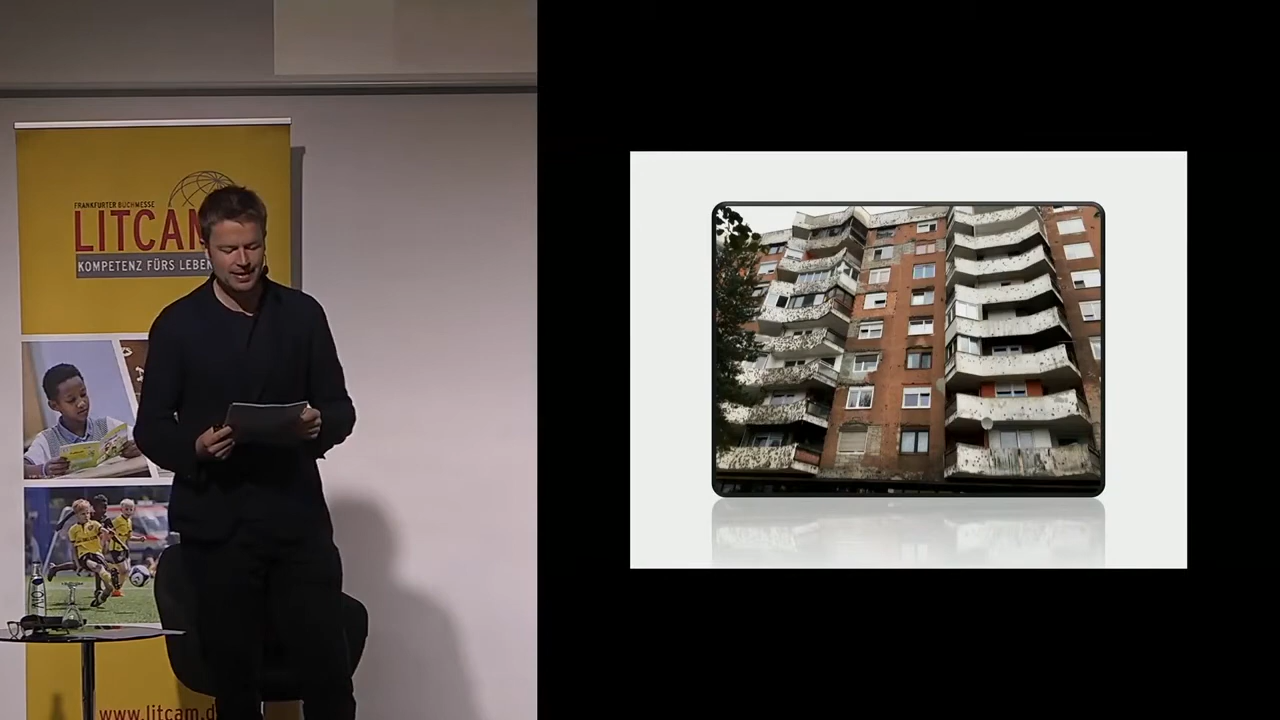 FRANKFURTER BUCHMESSE
LITCAM
KOMPETENZ FÜRS LEBEN
www.litcam.d